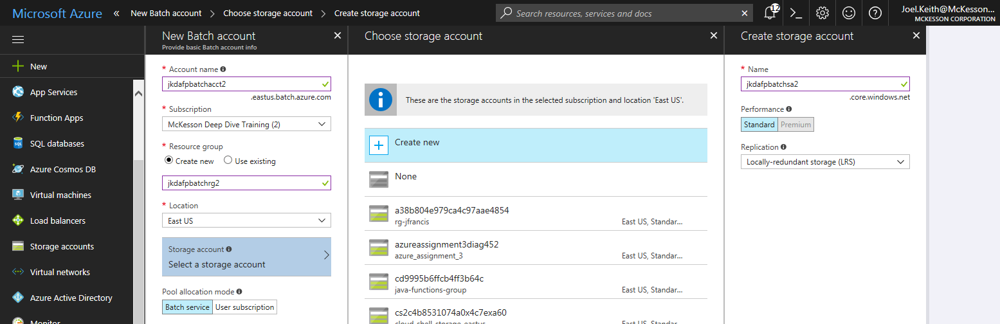 Microsoft Azure « New Batch account > Choose storage account > Create storage account
Search resources, services and docs
12
Joel.Keith@McKesson...
MCKESSON CORPORATION
New
App Services
Function Apps
SQL databases
Azure Cosmos DB
Virtual machines
Load balancers
Storage accounts
Virtual networks
Azure Active Directory
Monitor
New Batch account
Provide basic Batch account info
* Account name
jkdafpbatchacct2
.eastus.batch.azure.com
* Subscription
McKesson Deep Dive Training (2)
* Resource group
Create new Use existing
jkdafpbatchrg2
* Location
East US
Storage account
Select a storage account
Pool allocation mode
Batch service User subscription
Choose storage account
These are the storage accounts in the selected subscription and location 'East US'.
Create new
None
a38b804e979ca4c97aae4854
rg-jfrancis East US, Standar...
azureassignment3diag452
azure_assignment_3 East US, Standar...
cd9995b6ffcb4ff3b64c
java-functions-group East US, Standar...
cs2c4b8531074a0x4c7exa60
cloud-shell-storage-eastus East US, Standar...
Create storage account
* Name
jkdafpbatchsa2
.core.windows.net
Performance
Standard Premium
Replication
Locally-redundant storage (LRS)